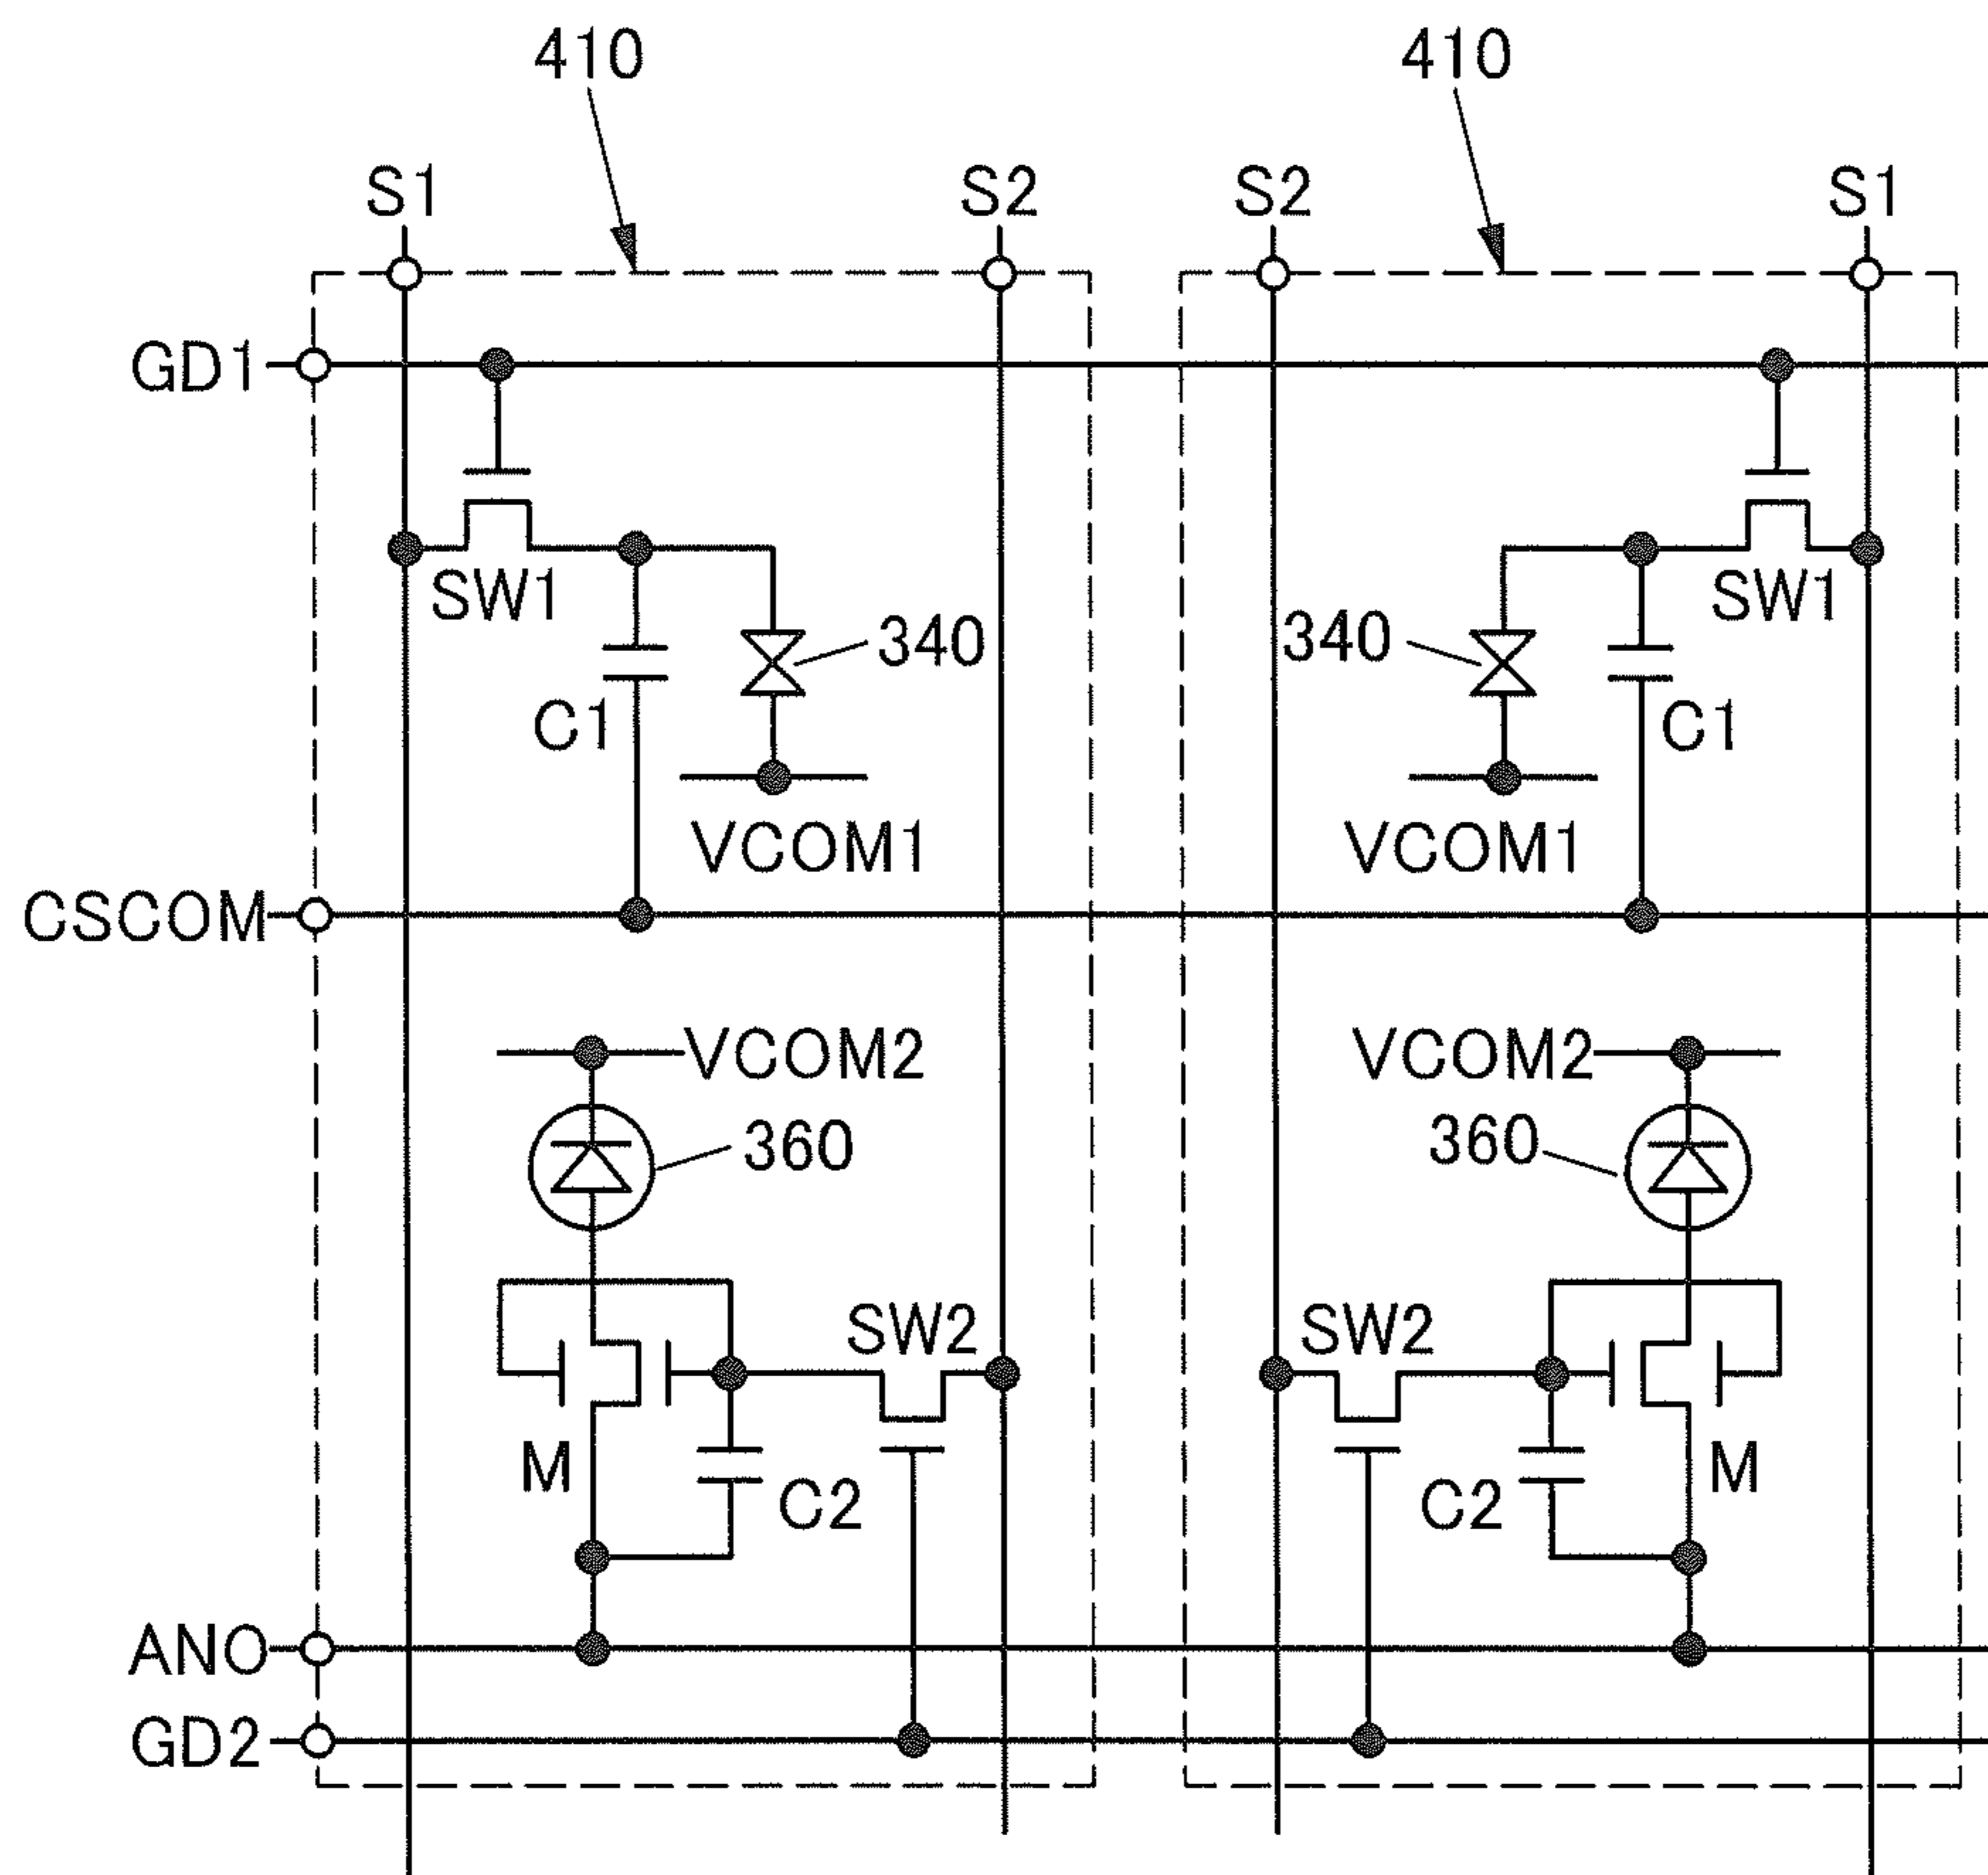 410 410
S1 S2 S2 S1
GD1
SW1 SW1
340 340
C1 C1
VCOM1 VCOM1
CSCOM
VCOM2 VCOM2
360 360
SW2 SW2
M M
C2 C2
ANO
GD2